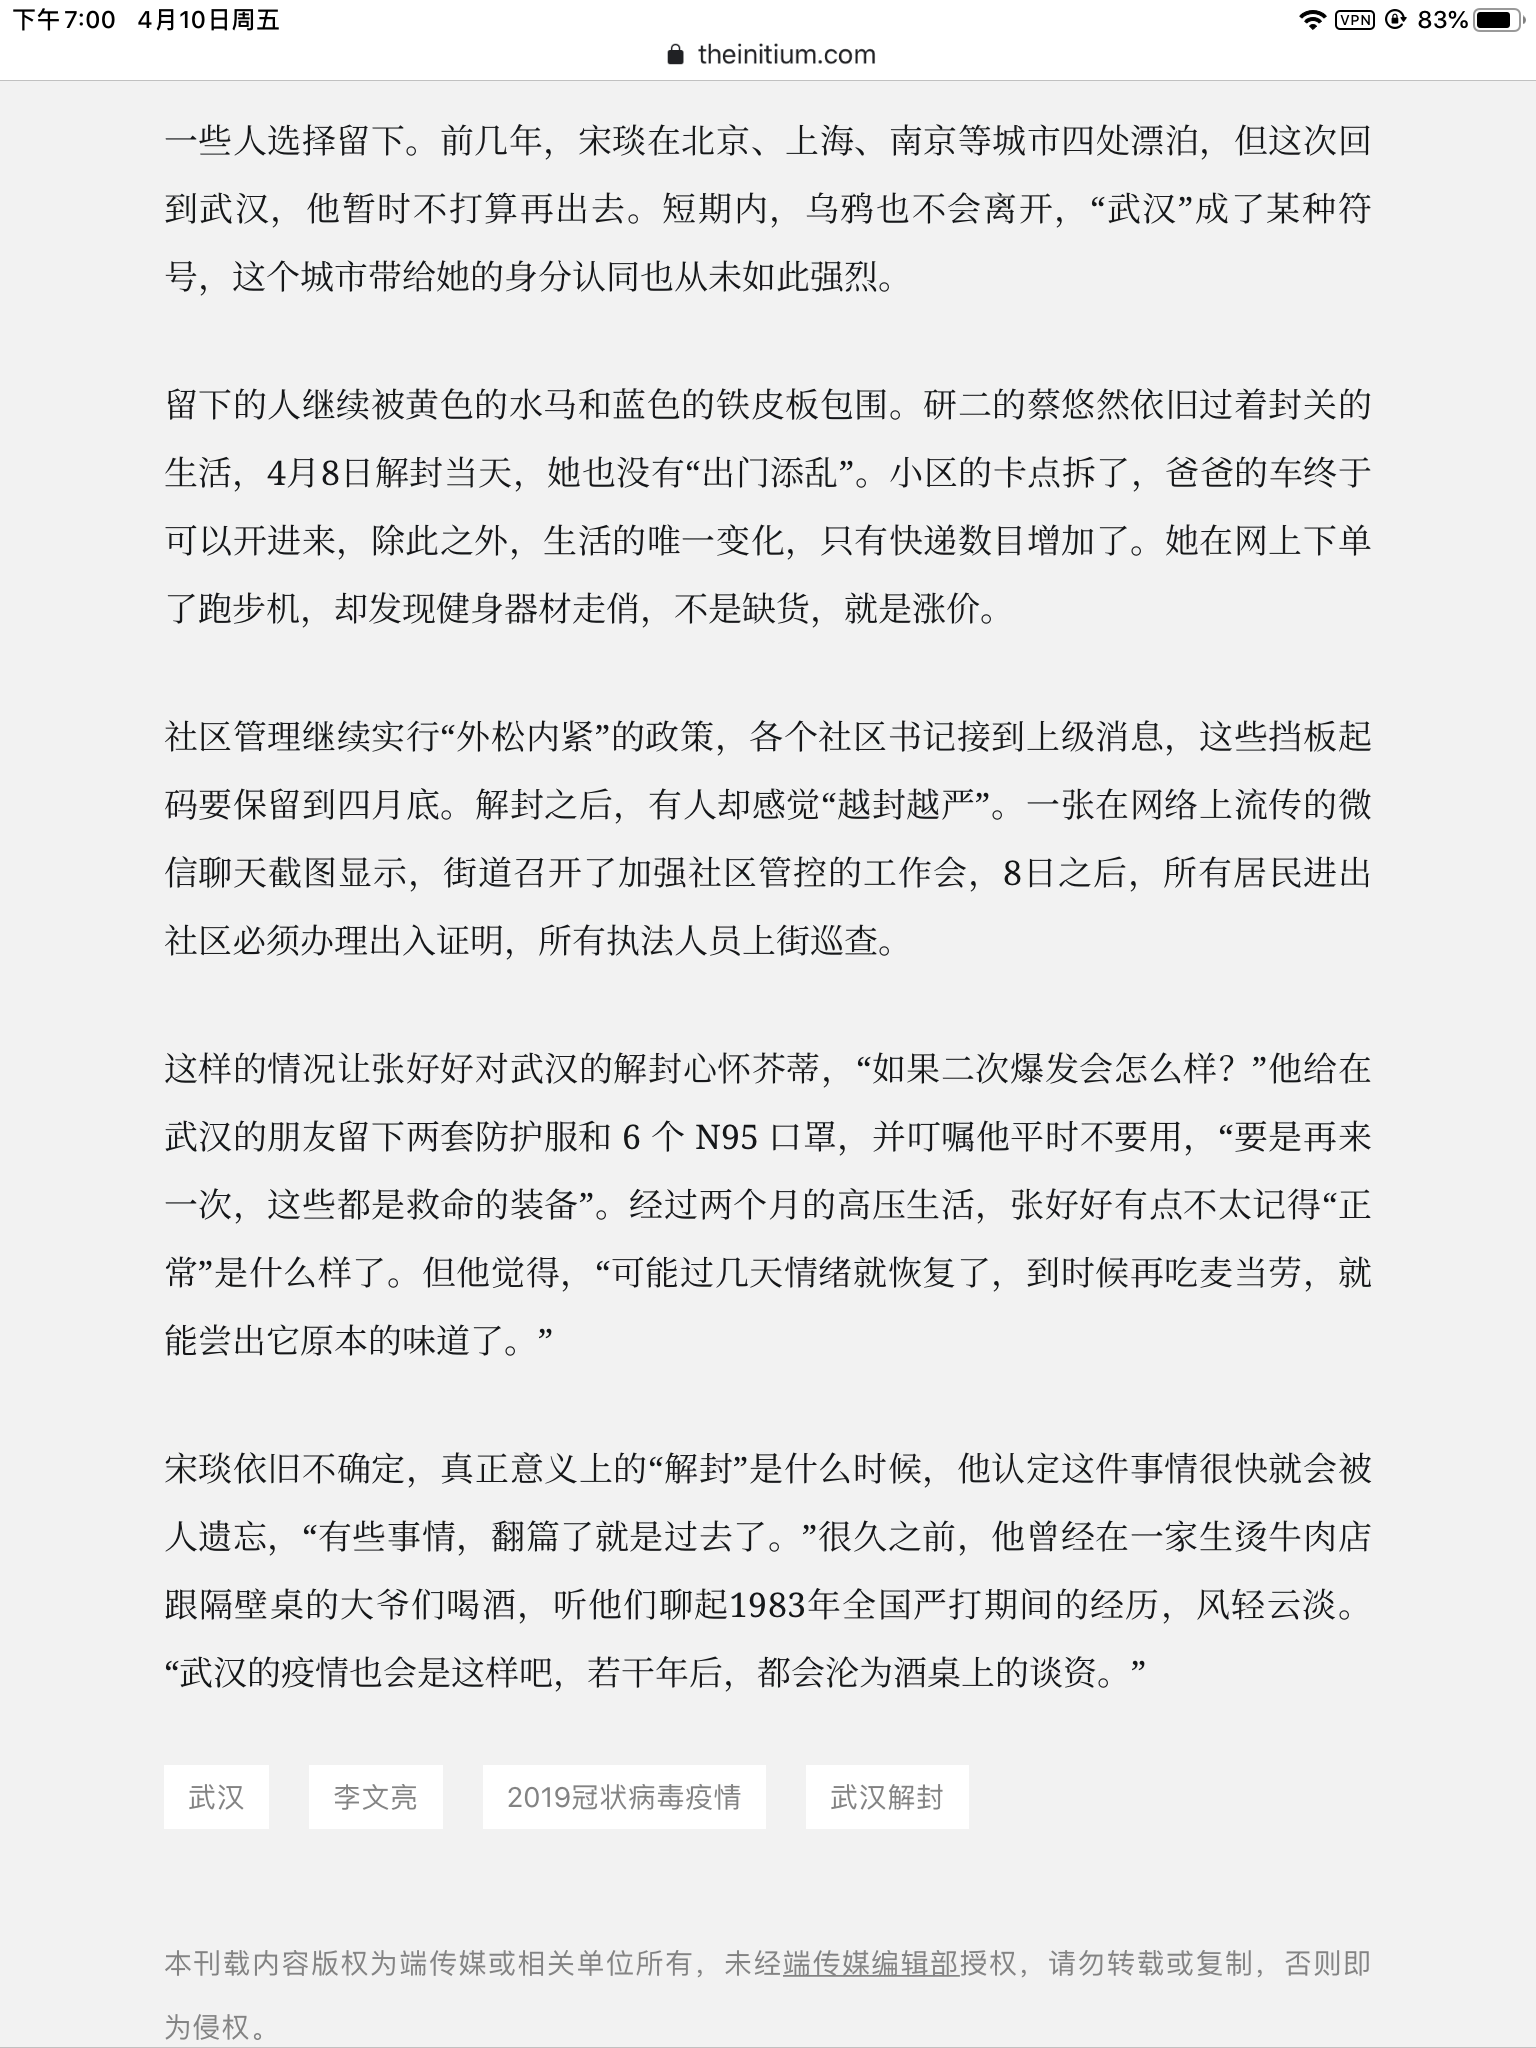 下午7:00 4月10日周五
VPN 83%
theinitium.com
一些人选择留下。前几年，宋琰在北京、上海、南京等城市四处漂泊，但这次回
到武汉，他暂时不打算再出去。短期内，乌鸦也不会离开，“武汉”成了某种符
号，这个城市带给她的身分认同也从未如此强烈。
留下的人继续被黄色的水马和蓝色的铁皮板包围。研二的蔡悠然依旧过着封关的
生活，4月8日解封当天，她也没有“出门添乱”。小区的卡点拆了，爸爸的车终于
可以开进来，除此之外，生活的唯一变化，只有快递数目增加了。她在网上下单
了跑步机，却发现健身器材走俏，不是缺货，就是涨价。
社区管理继续实行“外松内紧”的政策，各个社区书记接到上级消息，这些挡板起
码要保留到四月底。解封之后，有人却感觉“越封越严”。一张在网络上流传的微
信聊天截图显示，街道召开了加强社区管控的工作会，8日之后，所有居民进出
社区必须办理出入证明，所有执法人员上街巡查。
这样的情况让张好好对武汉的解封心怀芥蒂，“如果二次爆发会怎么样？”他给在
武汉的朋友留下两套防护服和 6 个 N95 口罩，并叮嘱他平时不要用，“要是再来
一次，这些都是救命的装备”。经过两个月的高压生活，张好好有点不太记得“正
常”是什么样了。但他觉得，“可能过几天情绪就恢复了，到时候再吃麦当劳，就
能尝出它原本的味道了。”
宋琰依旧不确定，真正意义上的“解封”是什么时候，他认定这件事情很快就会被
人遗忘，“有些事情，翻篇了就是过去了。”很久之前，他曾经在一家生烫牛肉店
跟隔壁桌的大爷们喝酒，听他们聊起1983年全国严打期间的经历，风轻云淡。
“武汉的疫情也会是这样吧，若干年后，都会沦为酒桌上的谈资。”
武汉 李文亮 2019冠状病毒疫情 武汉解封
本刊载内容版权为端传媒或相关单位所有，未经端传媒编辑部授权，请勿转载或复制，否则即
为侵权。